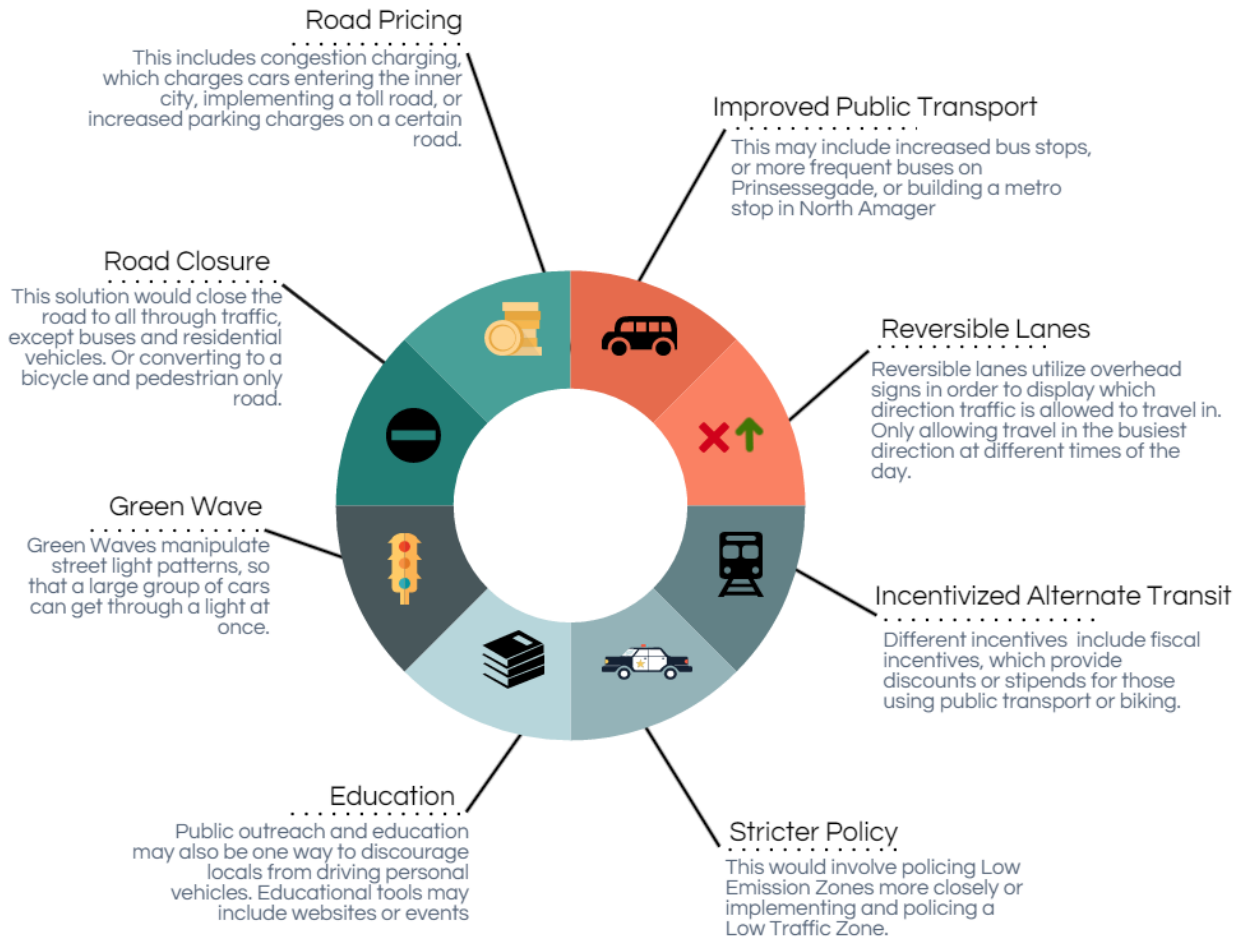 Road Pricing
This includes congestion charging,
which charges cars entering the inner
city, implementing a toll road, or
increased parking charges on a certain
road.
Improved Public Transport
This may include increased bus stops,
or more frequent buses on
Prinsessegade, or building a metro
stop in North Amager
Road Closure
This solution would close the
road to all through traffic,
except buses and residential
vehicles. Or converting to a
bicycle and pedestrian only
road.
Reversible Lanes
Reversible lanes utilize overhead
signs in order to display which
direction traffic is allowed to travel in.
Only allowing travel in the busiest
direction at different times of the
day.
Green Wave
Green Waves manipulate
street light patterns, so
that a large group of cars
can get through a light at
once.
Incentivized Alternate Transit
Different incentives include fiscal
incentives, which provide
discounts or stipends for those
using public transport or biking.
Education
Public outreach and education
may also be one way to discourage
locals from driving personal
vehicles. Educational tools may
include websites or events
Stricter Policy
This would involve policing Low
Emission Zones more closely or
implementing and policing a
Low Traffic Zone.